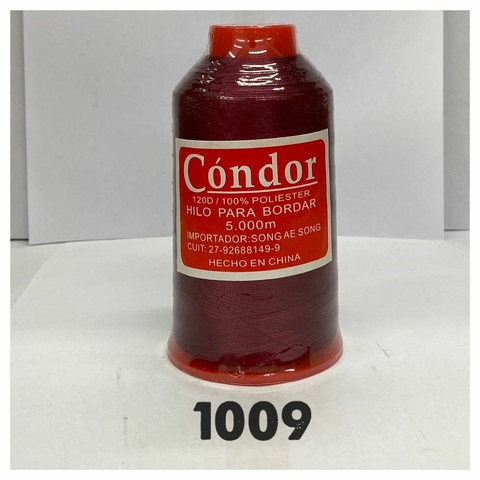 Cóndor
120D / 100% POLIESTER
HILO PARA BORDAR
5.000m
IMPORTADOR:SONG AE SONG
CUIT: 27-92688149-9
HECHO EN CHINA
1009